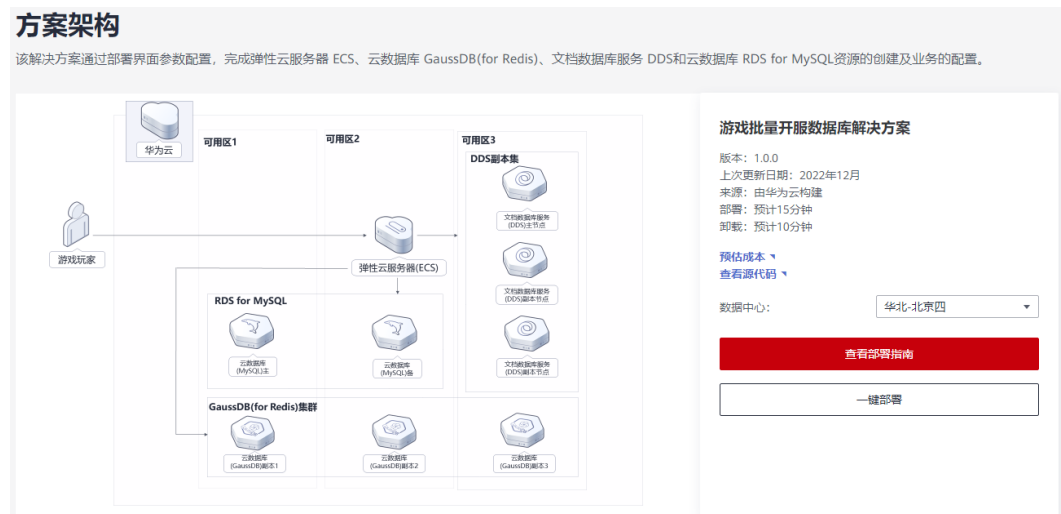 方案架构
该解决方案通过部署界面参数配置，完成弹性云服务器 ECS、云数据库 GaussDB(for Redis)、文档数据库服务 DDS和云数据库 RDS for MySQL资源的创建及业务的配置。
华为云
可用区1
可用区2
可用区3
DDS副本集
文档数据库服务
(DDS)主节点
游戏玩家
弹性云服务器(ECS)
文档数据库服务
(DDS)副本节点
RDS for MySQL
云数据库
(MySQL)主
云数据库
(MySQL)备
文档数据库服务
(DDS)副本节点
GaussDB(for Redis)集群
云数据库
(GaussDB)副本1
云数据库
(GaussDB)副本2
云数据库
(GaussDB)副本3
游戏批量开服数据库解决方案
版本：1.0.0
上次更新日期：2022年12月
来源：由华为云构建
部署：预计15分钟
卸载：预计10分钟
预估成本
查看源代码
数据中心：
华北-北京四
查看部署指南
一键部署